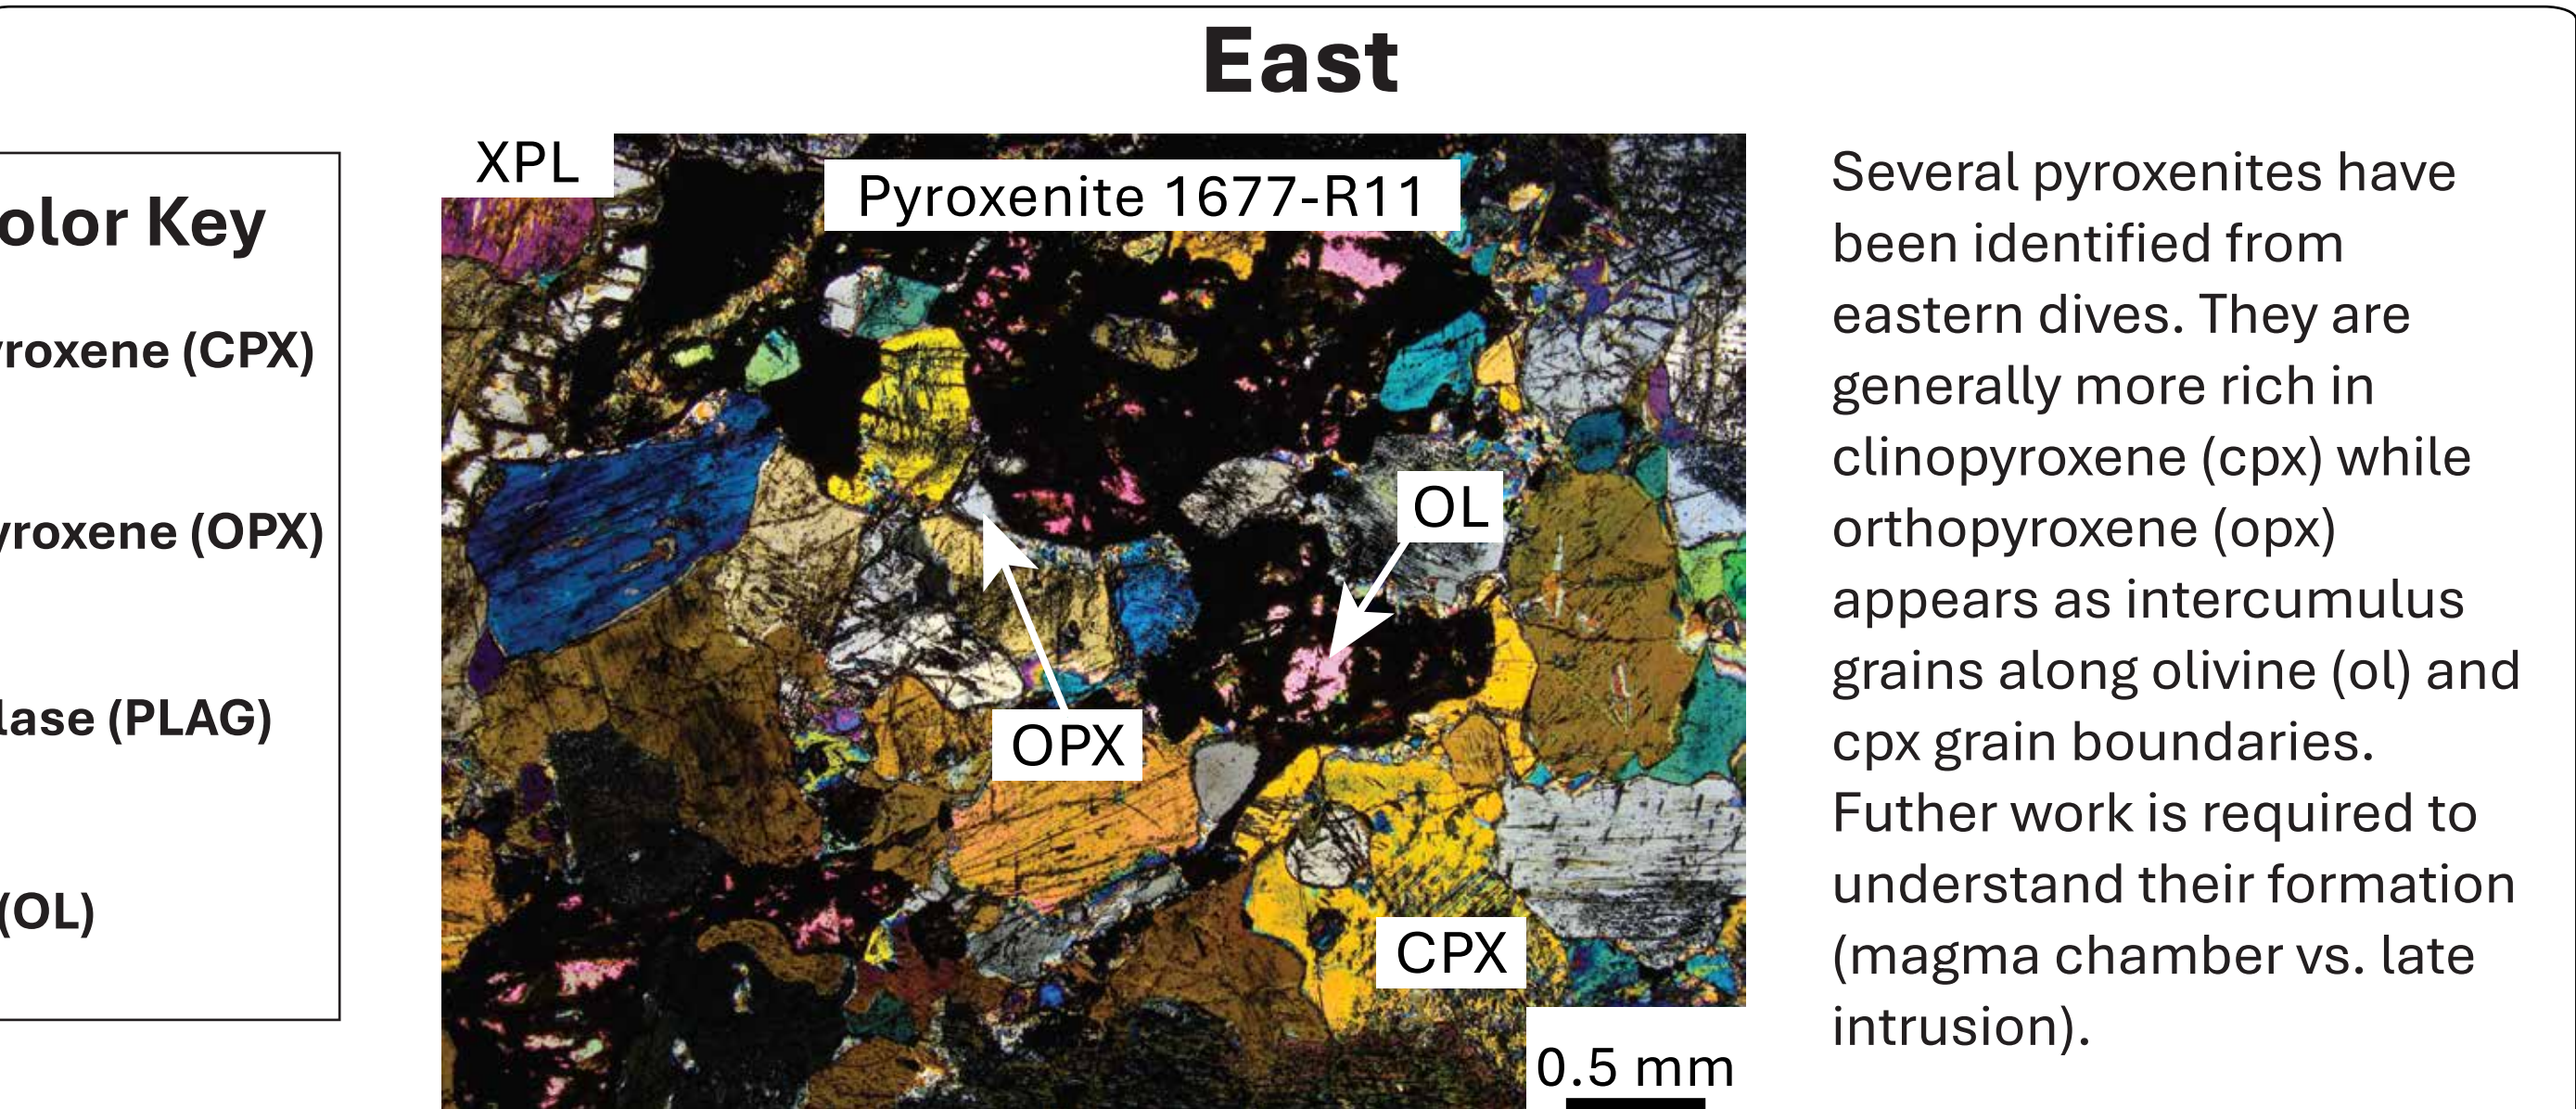 East
olor Key
yroxene (CPX)
yroxene (OPX)
lase (PLAG)
(OL)
XPL
Pyroxenite 1677-R11
OL
OPX
CPX
0.5 mm
Several pyroxenites have
been identified from
eastern dives. They are
generally more rich in
clinopyroxene (cpx) while
orthopyroxene (opx)
appears as intercumulus
grains along olivine (ol) and
cpx grain boundaries.
Futher work is required to
understand their formation
(magma chamber vs. late
intrusion).